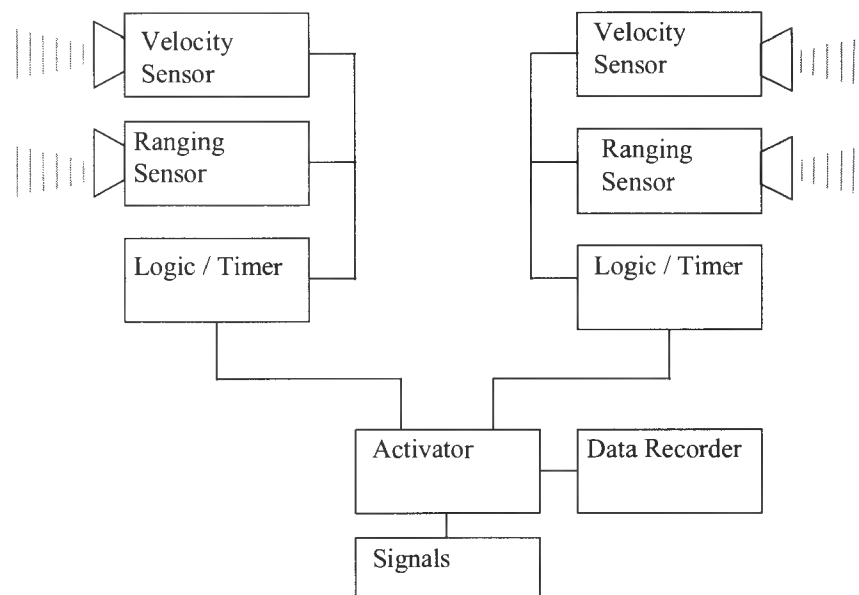 Velocity
Sensor
Ranging
Sensor
Logic / Timer
Velocity
Sensor
Ranging
Sensor
Logic / Timer
Activator
Data Recorder
Signals